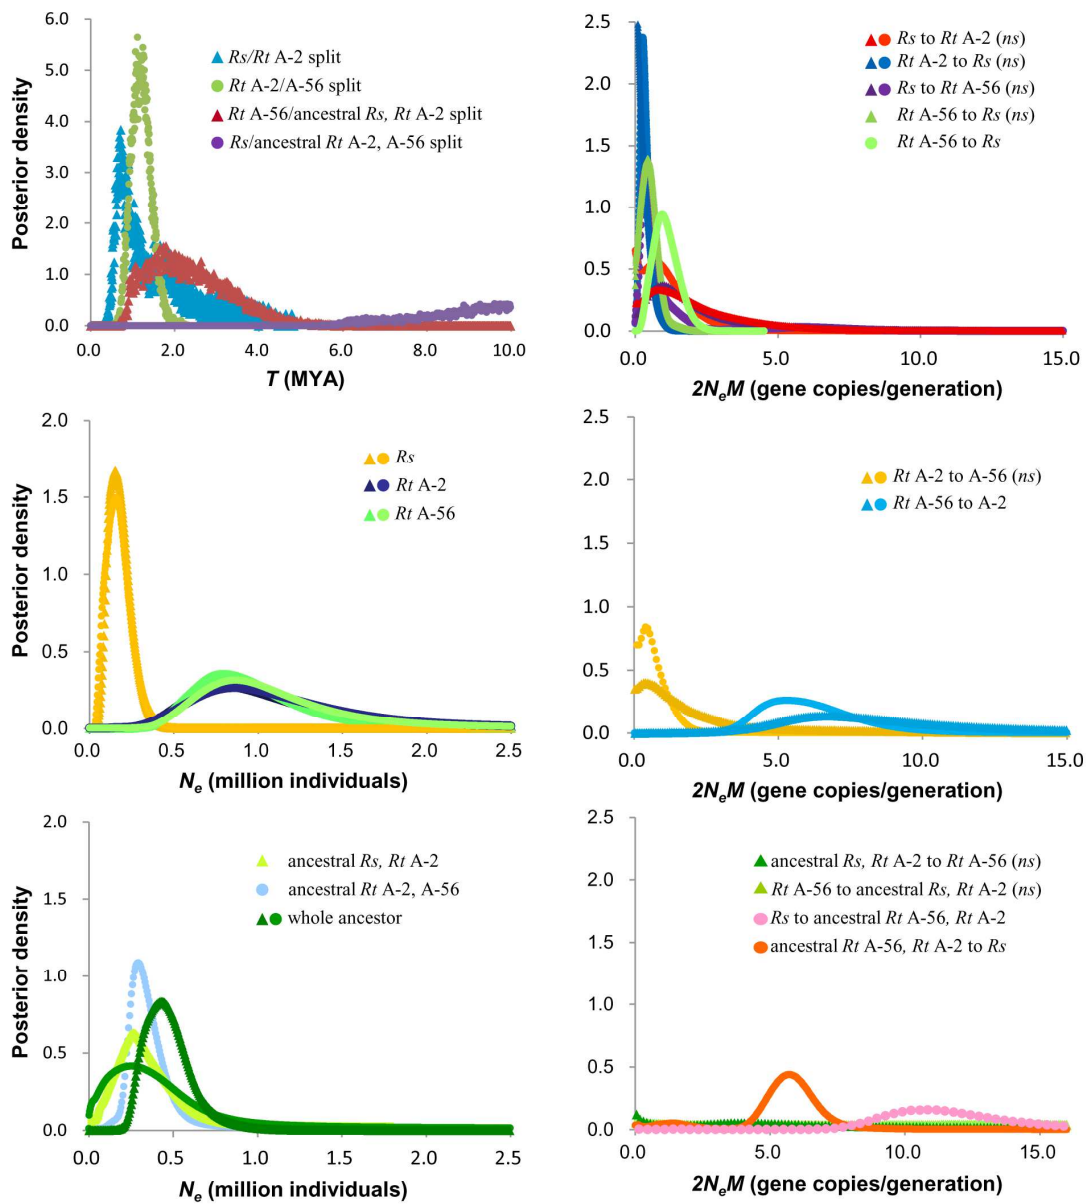 6.0
5.0
4.0
3.0
2.0
1.0
0.0
Posterior density
Rs/Rt A-2 split
Rt A-2/A-56 split
Rt A-56/ancestral Rs, Rt A-2 split
Rs/ancestral Rt A-2, A-56 split
0.0 2.0 4.0 6.0 8.0 10.0
T (MYA)
2.5
2.0
1.5
1.0
0.5
0.0
Rs to Rt A-2 (ns)
Rt A-2 to Rs (ns)
Rs to Rt A-56 (ns)
Rt A-56 to Rs (ns)
Rt A-56 to Rs
0.0 5.0 10.0 15.0
2NeM (gene copies/generation)
2.0
1.5
1.0
0.5
0.0
Posterior density
Rs
Rt A-2
Rt A-56
0.0 0.5 1.0 1.5 2.0 2.5
Ne (million individuals)
2.5
2.0
1.5
1.0
0.5
0.0
Rt A-2 to A-56 (ns)
Rt A-56 to A-2
0.0 5.0 10.0 15.0
2NeM (gene copies/generation)
2.0
1.5
1.0
0.5
0.0
Posterior density
ancestral Rs, Rt A-2
ancestral Rt A-2, A-56
whole ancestor
0.0 0.5 1.0 1.5 2.0 2.5
Ne (million individuals)
2.5
2.0
1.5
1.0
0.5
0.0
ancestral Rs, Rt A-2 to Rt A-56 (ns)
Rt A-56 to ancestral Rs, Rt A-2 (ns)
Rs to ancestral Rt A-56, Rt A-2
ancestral Rt A-56, Rt A-2 to Rs
0.0 5.0 10.0 15.0
2NeM (gene copies/generation)